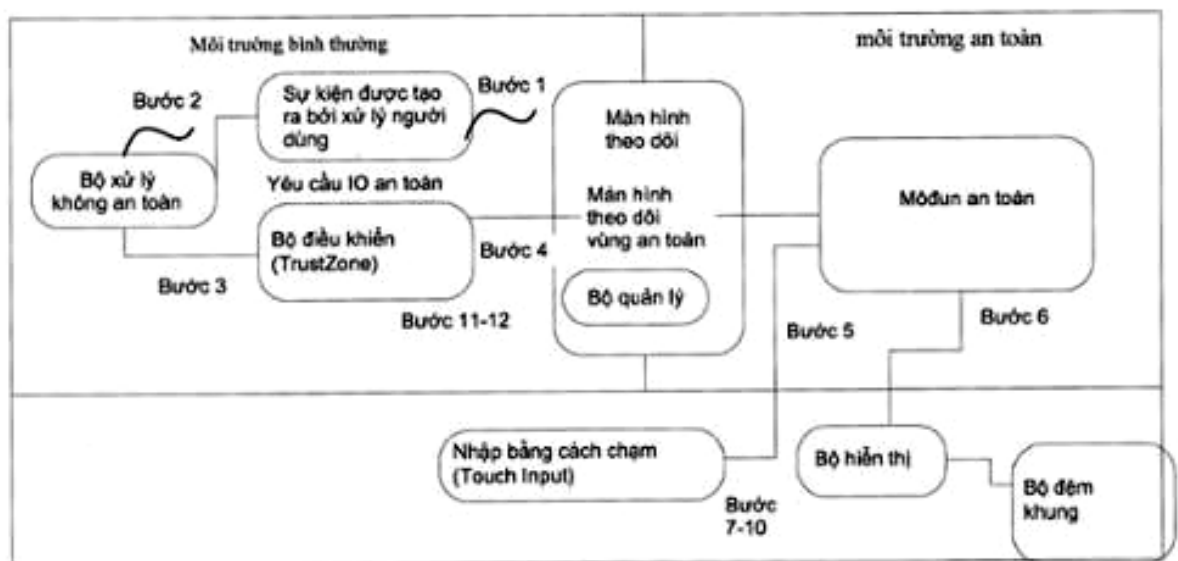 Môi trường bình thường
môi trường an toàn
Bước 2
Sự kiện được tạo
ra bởi xử lý người
dùng
Bước 1
Màn hình
theo dõi
Bộ xử lý
không an toàn
Yêu cầu IO an toàn
Màn hình
theo dõi
vùng an toàn
Môđun an toàn
Bộ điều khiển
(TrustZone)
Bước 4
Bước 3
Bộ quản lý
Bước 11-12
Bước 5
Bước 6
Nhập bằng cách chạm
(Touch Input)
Bộ hiển thị
Bộ đệm
khung
Bước
7-10